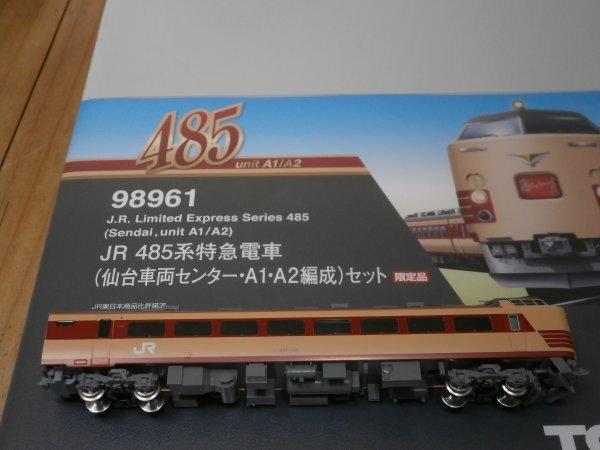 485
unit A1/A2
98961
J.R. Limited Express Series 485
(Sendai, unit A1/A2)
JR 485系特急電車
(仙台車両センター・A1・A2編成)セット 限定品
JR東日本商品化許諾済
JR